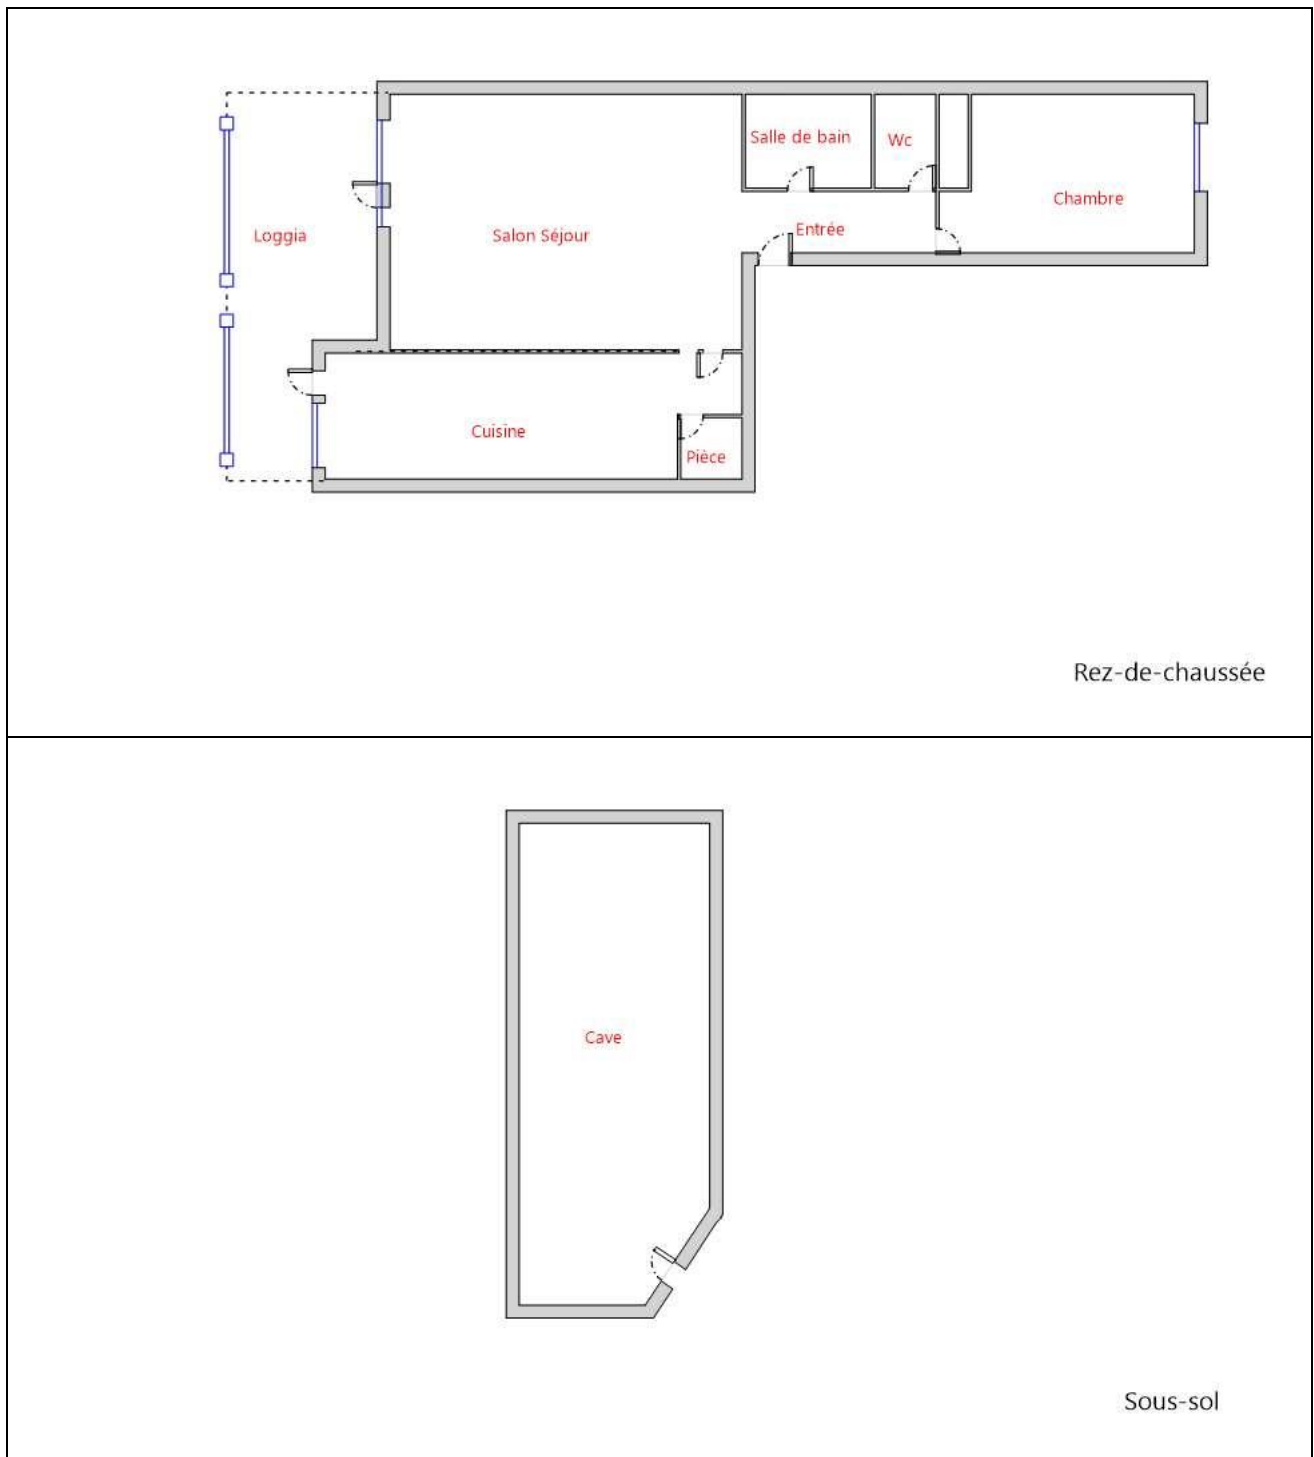 Salle de bain
Wc
Chambre
Loggia
Salon Séjour
Entrée
Cuisine
Pièce
Rez-de-chaussée
Cave
Sous-sol